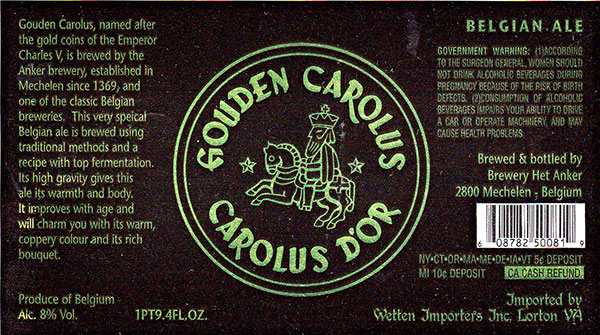 Gouden Carolus, named after
the gold coins of the Emperor
Charles V, is brewed by the
Anker brewery, established in
Mechelen since 1369, and
one of the classic Belgian
breweries. This very speical
Belgian ale is brewed using
traditional methods and a
recipe with top fermentation.
Its high gravity gives this
ale its warmth and body.
It improves with age and
will charm you with its warm,
coppery colour and its rich
bouquet.
Produce of Belgium
Alc. 8% Vol.
1PT9.4FL.OZ.
GOUDEN CAROLUS
CAROLUS D'OR
BELGIAN ALE
GOVERNMENT WARNING: (1)ACCORDING
TO THE SURGEON GENERAL, WOMEN SHOULD
NOT DRINK ALCOHOLIC BEVERAGES DURING
PREGNANCY BECAUSE OF THE RISK OF BIRTH
DEFECTS. (2)CONSUMPTION OF ALCOHOLIC
BEVERAGES IMPAIRS YOUR ABILITY TO DRIVE
A CAR OR OPERATE MACHINERY, AND MAY
CAUSE HEALTH PROBLEMS.
Brewed & bottled by
Brewery Het Anker
2800 Mechelen - Belgium
6 08782 50081 9
NY•CT•OR•MA•ME•DE•IA•VT 5¢ DEPOSIT
MI 10¢ DEPOSIT CA CASH REFUND
Imported by
Wetten Importers Inc. Lorton VA